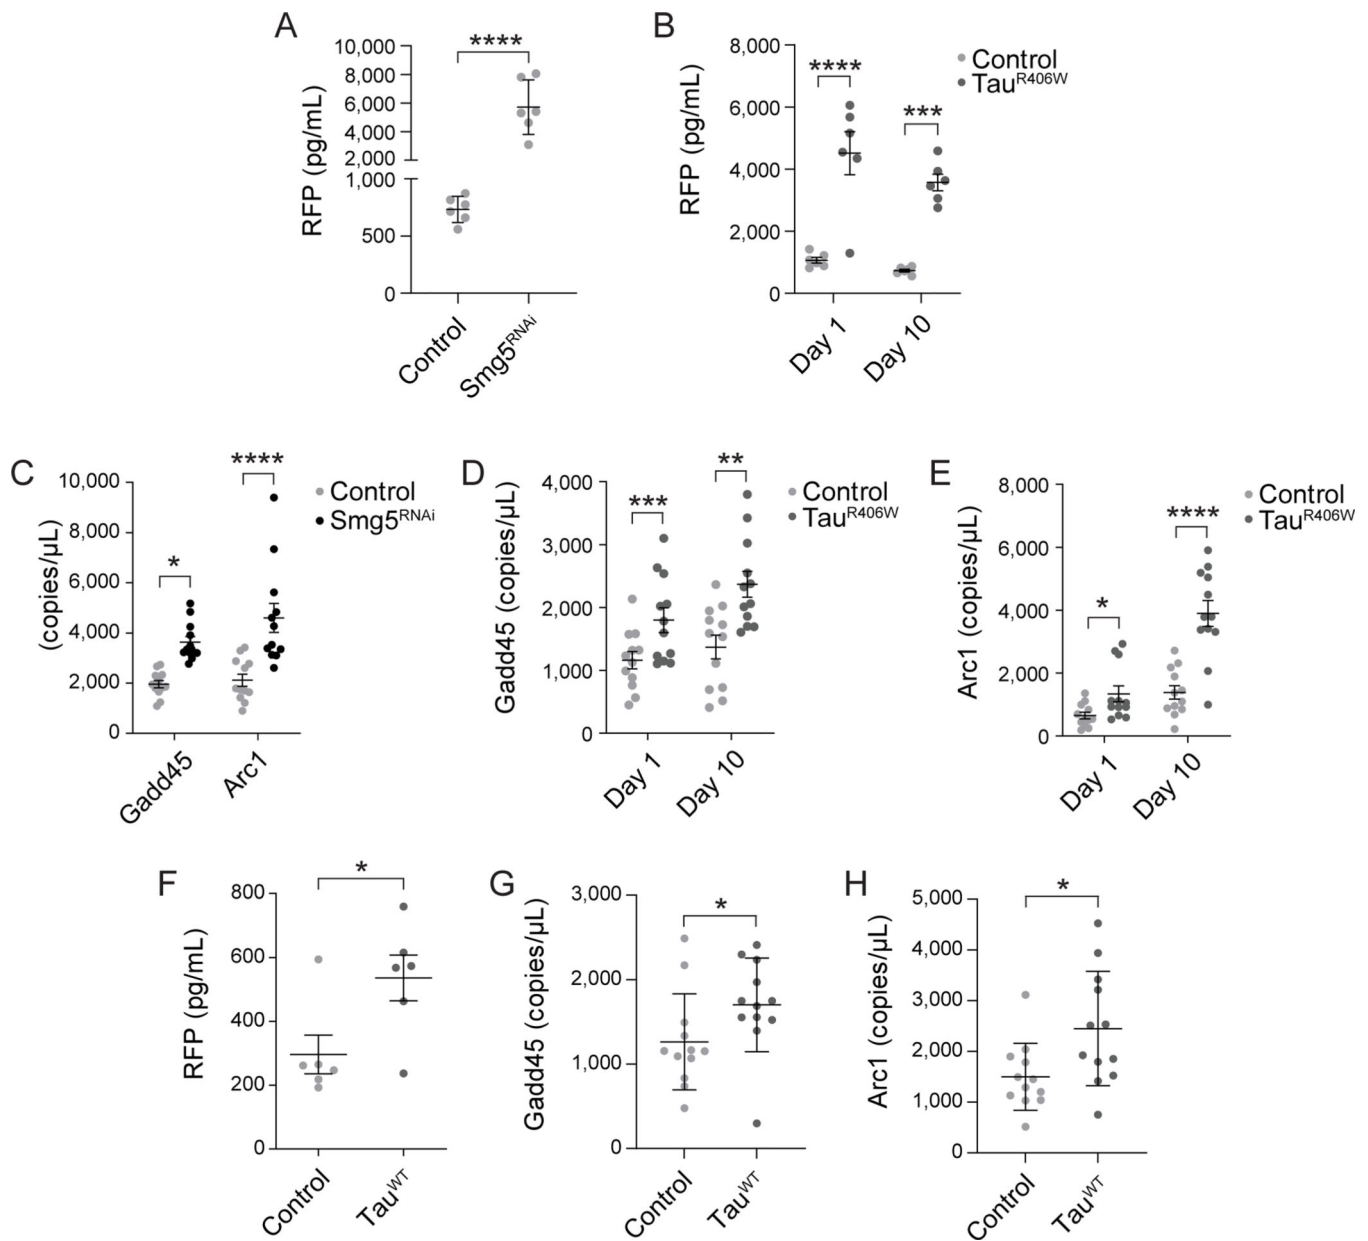 A
RFP (pg/mL)
10,000
8,000
6,000
4,000
2,000
1,000
500
0
****
Control
Smg5RNAi
B
RFP (pg/mL)
8,000
6,000
4,000
2,000
0
****
***
Control
TauR406W
Day 1
Day 10
C
(copies/µL)
10,000
8,000
6,000
4,000
2,000
0
*
****
Control
Smg5RNAi
Gadd45
Arc1
D
Gadd45 (copies/µL)
4,000
3,000
2,000
1,000
0
***
**
Control
TauR406W
Day 1
Day 10
E
Arc1 (copies/µL)
8,000
6,000
4,000
2,000
0
*
****
Control
TauR406W
Day 1
Day 10
F
RFP (pg/mL)
800
600
400
200
0
*
Control
TauWT
G
Gadd45 (copies/µL)
3,000
2,000
1,000
0
*
Control
TauWT
H
Arc1 (copies/µL)
5,000
4,000
3,000
2,000
1,000
0
*
Control
TauWT